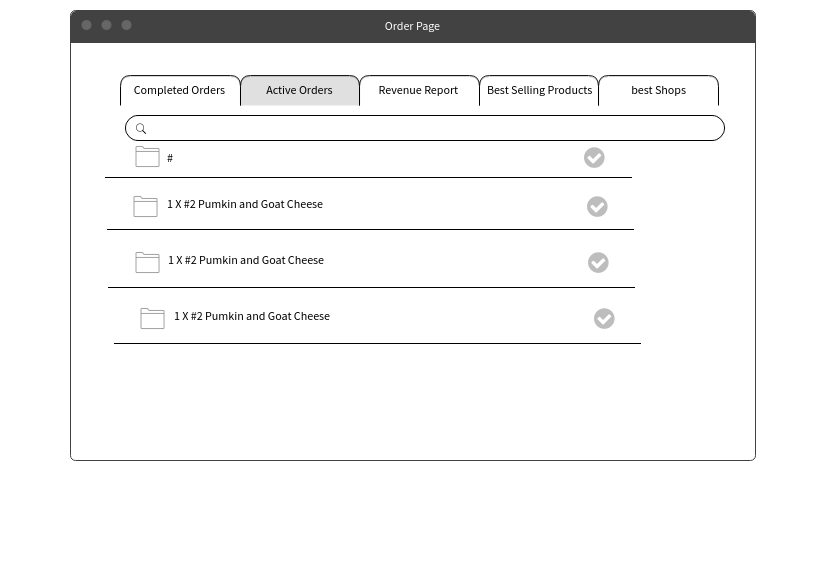 Order Page
Completed Orders
Active Orders
Revenue Report
Best Selling Products
best Shops
#
1 X #2 Pumkin and Goat Cheese
1 X #2 Pumkin and Goat Cheese
1 X #2 Pumkin and Goat Cheese